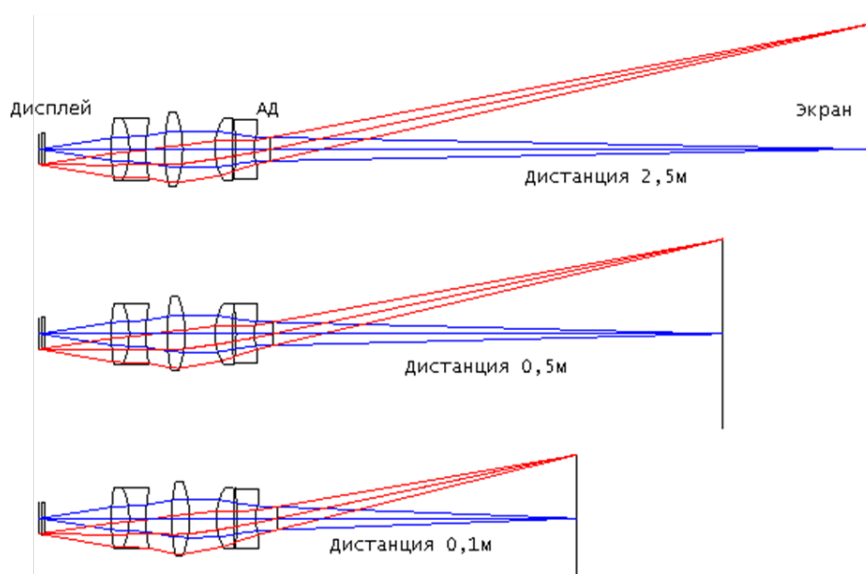 Дисплей
АД
Экран
Дистанция 2,5м
Дистанция 0,5м
Дистанция 0,1м